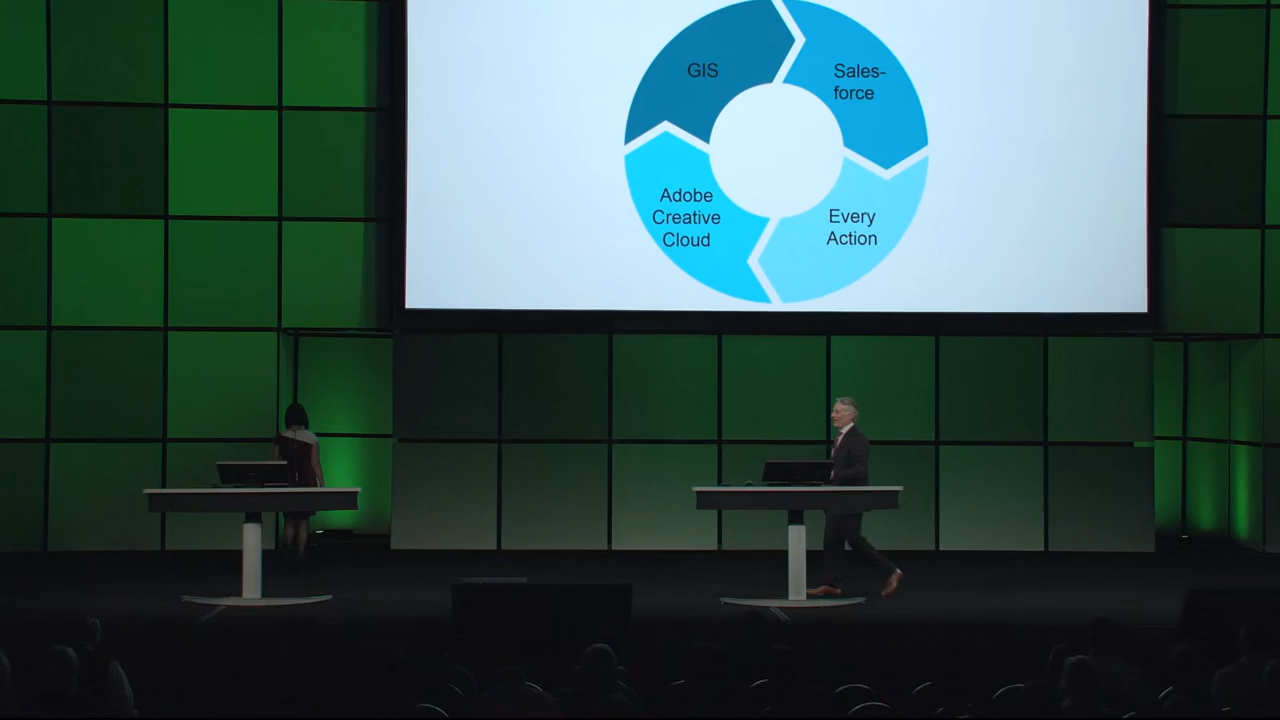 GIS
Sales-
force
Adobe
Creative
Cloud
Every
Action